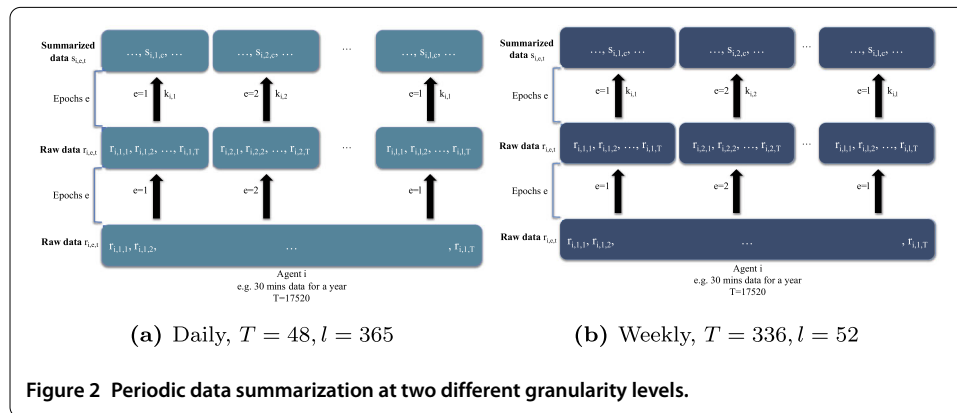 Summarized data s_{i,e,t}
…, s_{i,1,e}, …
…, s_{i,2,e}, …
…
…, s_{i,l,e}, …
Epochs e
e=1
k_{i,1}
e=2
k_{i,2}
e=1
k_{i,1}
Raw data r_{i,e,t}
r_{i,1,1}, r_{i,1,2}, …, r_{i,1,T}
r_{i,2,1}, r_{i,2,2}, …, r_{i,2,T}
…
r_{i,l,1}, r_{i,l,2}, …, r_{i,l,T}
Epochs e
e=1
e=2
e=1
Raw data r_{i,e,t}
r_{i,1,1}, r_{i,1,2},
…
, r_{i,1,T}
Agent i
e.g. 30 mins data for a year
T=17520
(a) Daily, T = 48, l = 365
Summarized data s_{i,e,t}
…, s_{i,1,e}, …
…, s_{i,2,e}, …
…
…, s_{i,l,e}, …
Epochs e
e=1
k_{i,1}
e=2
k_{i,2}
e=l
k_{i,l}
Raw data r_{i,e,t}
r_{i,1,1}, r_{i,1,2}, …, r_{i,1,T}
r_{i,2,1}, r_{i,2,2}, …, r_{i,2,T}
…
r_{i,l,1}, r_{i,l,2}, …, r_{i,l,T}
Epochs e
e=1
e=2
e=l
Raw data r_{i,e,t}
r_{i,1,1}, r_{i,1,2},
…
, r_{i,1,T}
Agent i
e.g. 30 mins data for a year
T=17520
(b) Weekly, T = 336, l = 52
Figure 2 Periodic data summarization at two different granularity levels.